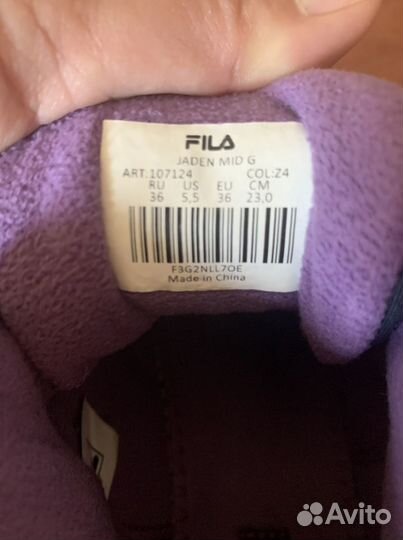 FILA
JADEN MID G
ART:107124 COL:Z4
RU US EU CM
36 5,5 36 23,0
F3G2NLL7OE
Made in China
Avito